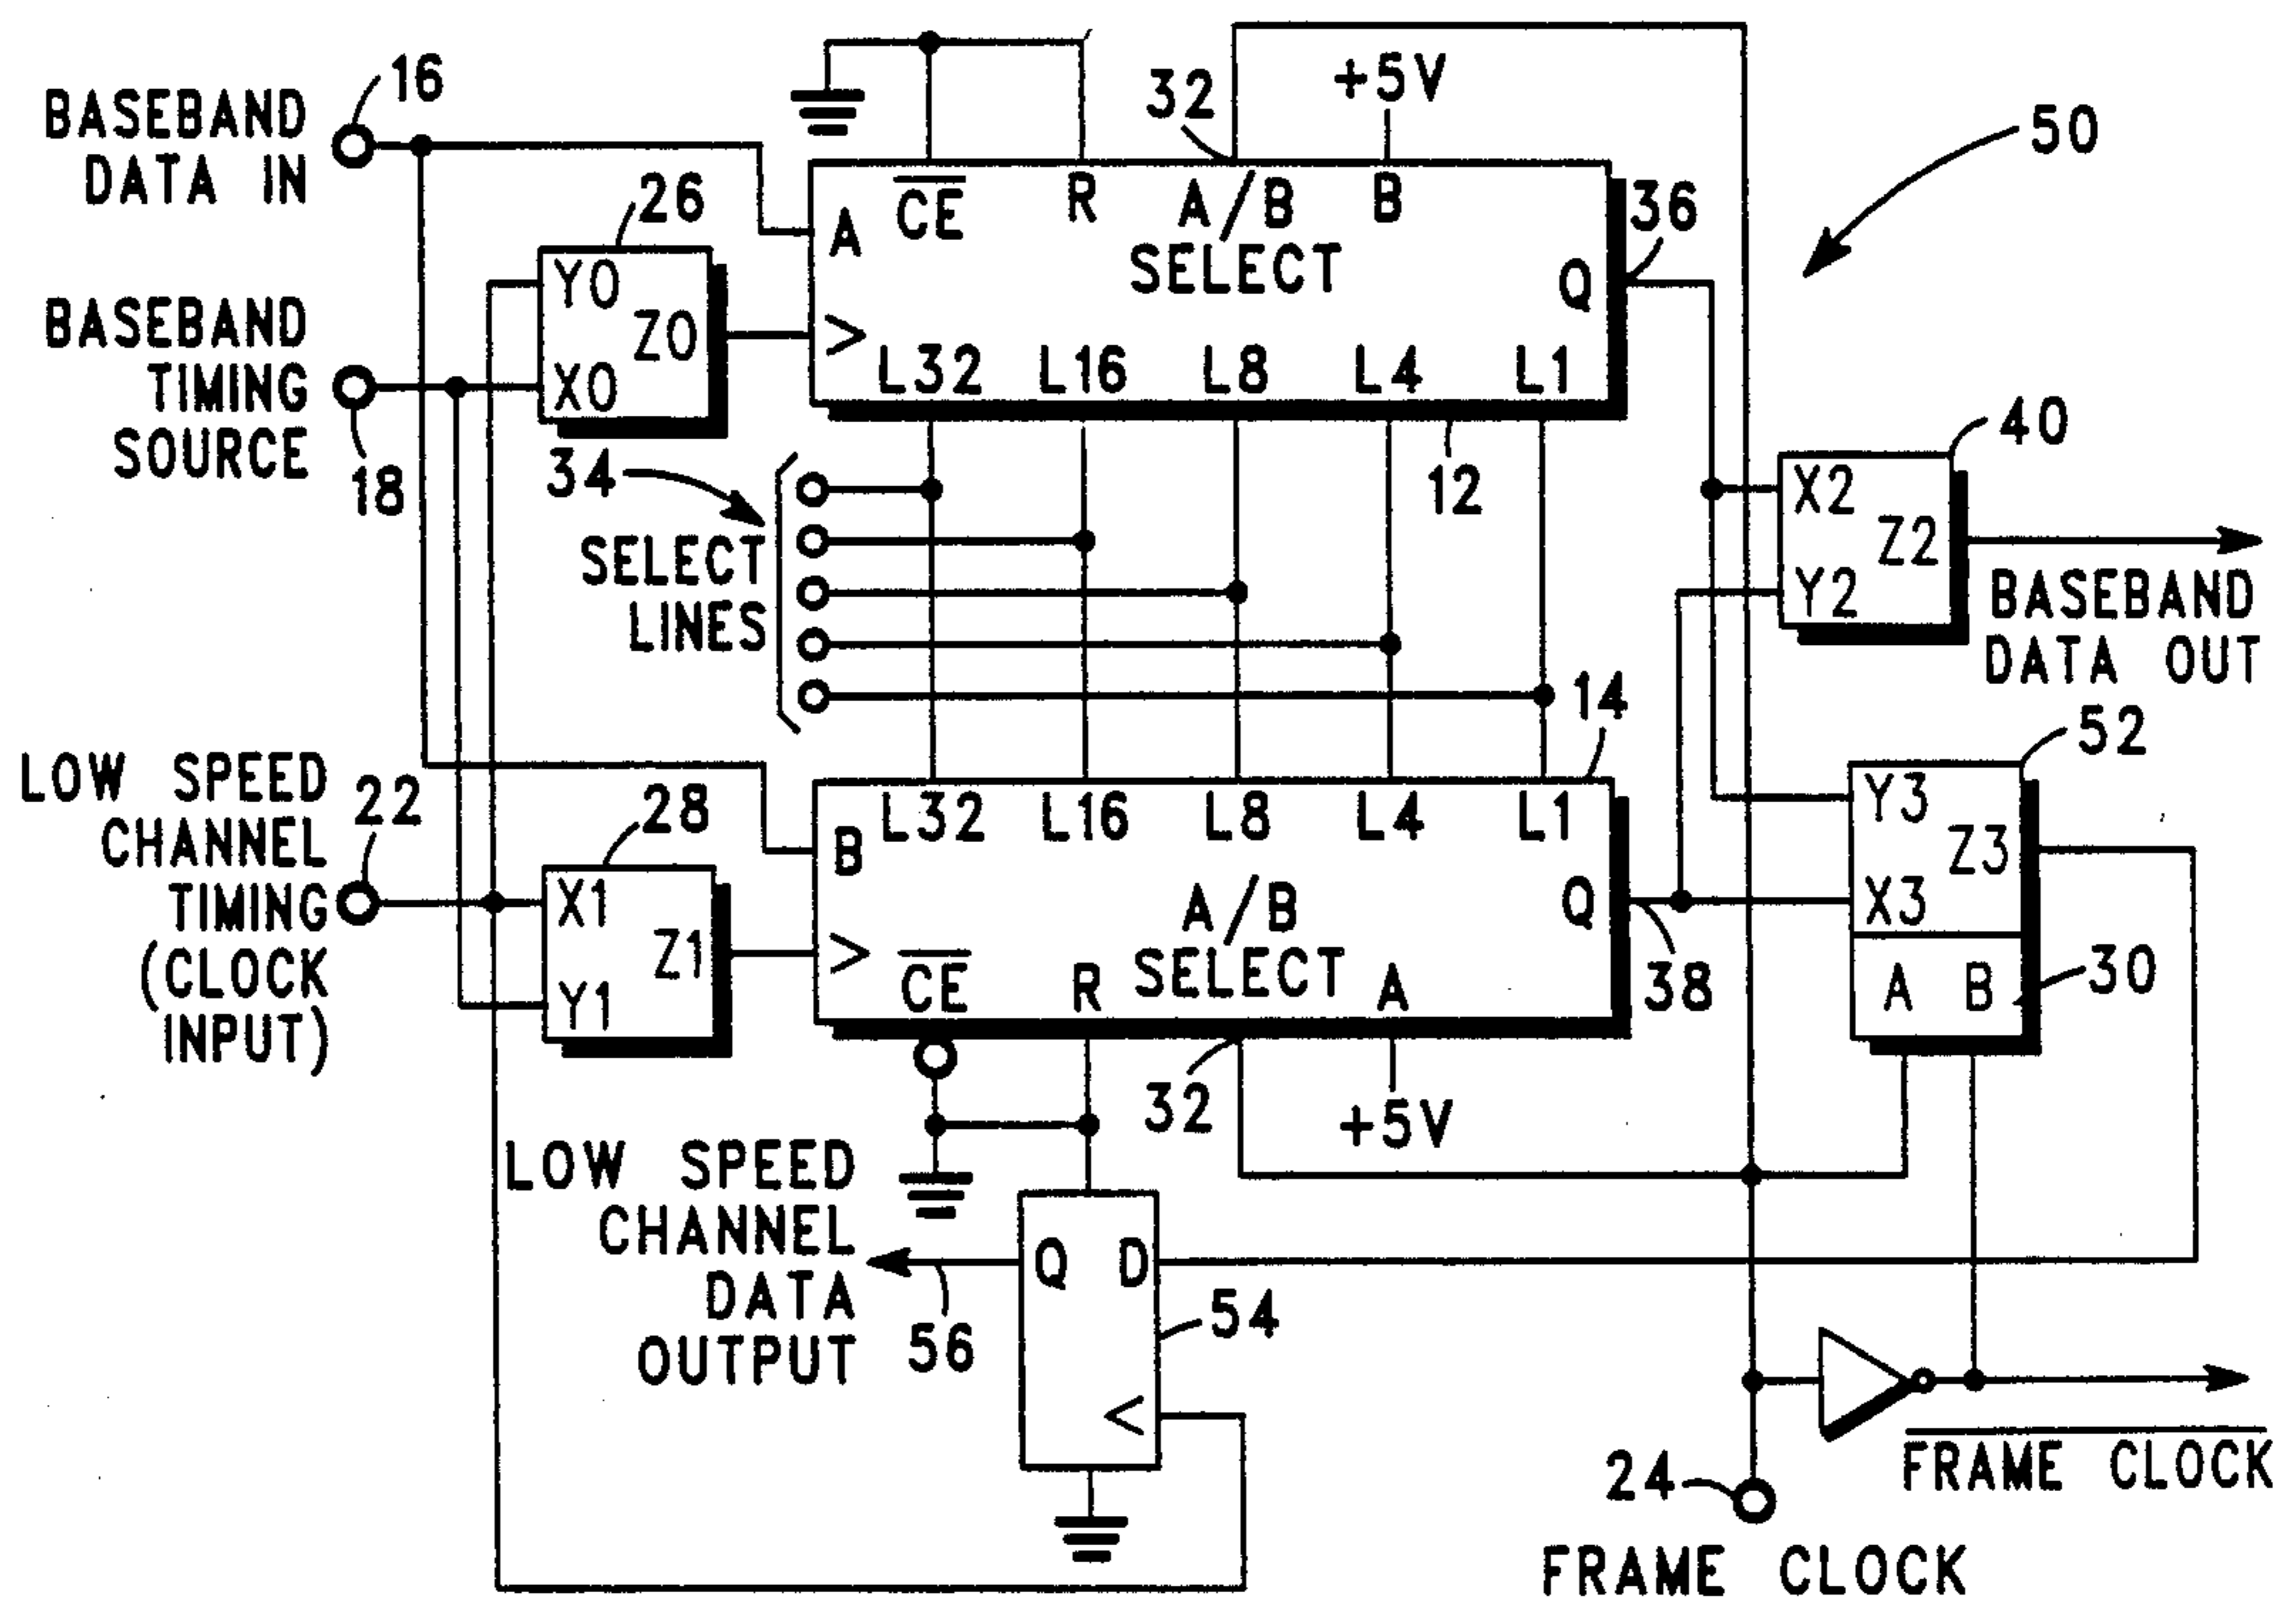 16
BASEBAND
DATA IN
32
+5V
50
CE
R
A/B
SELECT
B
A
Q
>
L32 L16 L8 L4 L1
36
26
Y0
Z0
X0
BASEBAND
TIMING
SOURCE
18
34
SELECT
LINES
12
40
X2
Z2
Y2
BASEBAND
DATA OUT
14
52
LOW SPEED
CHANNEL
TIMING
(CLOCK
INPUT)
22
28
X1
Z1
Y1
L32 L16 L8 L4 L1
B
A/B
SELECT
Q
>
CE
R
A
38
Y3
Z3
X3
A B
30
32
+5V
LOW SPEED
CHANNEL
DATA
OUTPUT
56
Q D
<
54
24
FRAME CLOCK
FRAME CLOCK